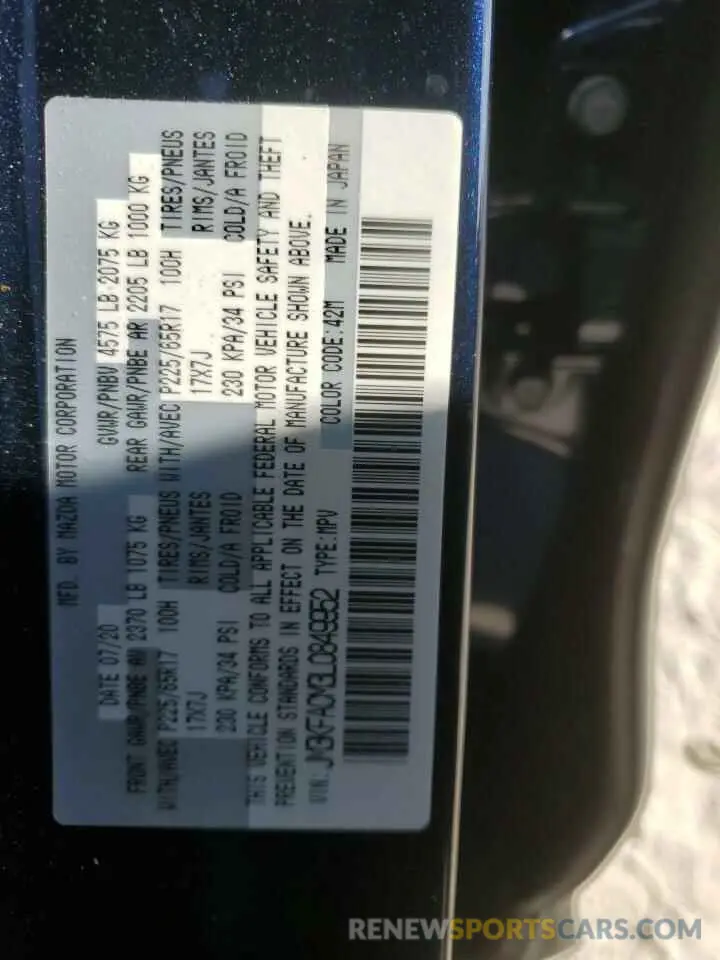 MFD. BY MAZDA MOTOR CORPORATION
DATE 07/20 GVWR/PNBV 4575 LB 2075 KG
FRONT GAWR/PNBE AV 2370 LB 1075 KG REAR GAWR/PNBE AR 2205 LB 1000 KG
WITH/AVEC P225/65R17 100H TIRES/PNEUS WITH/AVEC P225/65R17 100H TIRES/PNEUS
17X7J RIMS/JANTES 17X7J RIMS/JANTES
230 KPA/34 PSI COLD/A FROID 230 KPA/34 PSI COLD/A FROID
THIS VEHICLE CONFORMS TO ALL APPLICABLE FEDERAL MOTOR VEHICLE SAFETY AND THEFT
PREVENTION STANDARDS IN EFFECT ON THE DATE OF MANUFACTURE SHOWN ABOVE.
VIN: JM3KFADM3L0849952 TYPE:MPV COLOR CODE:42M MADE IN JAPAN
RENEWSPORTSCARS.COM